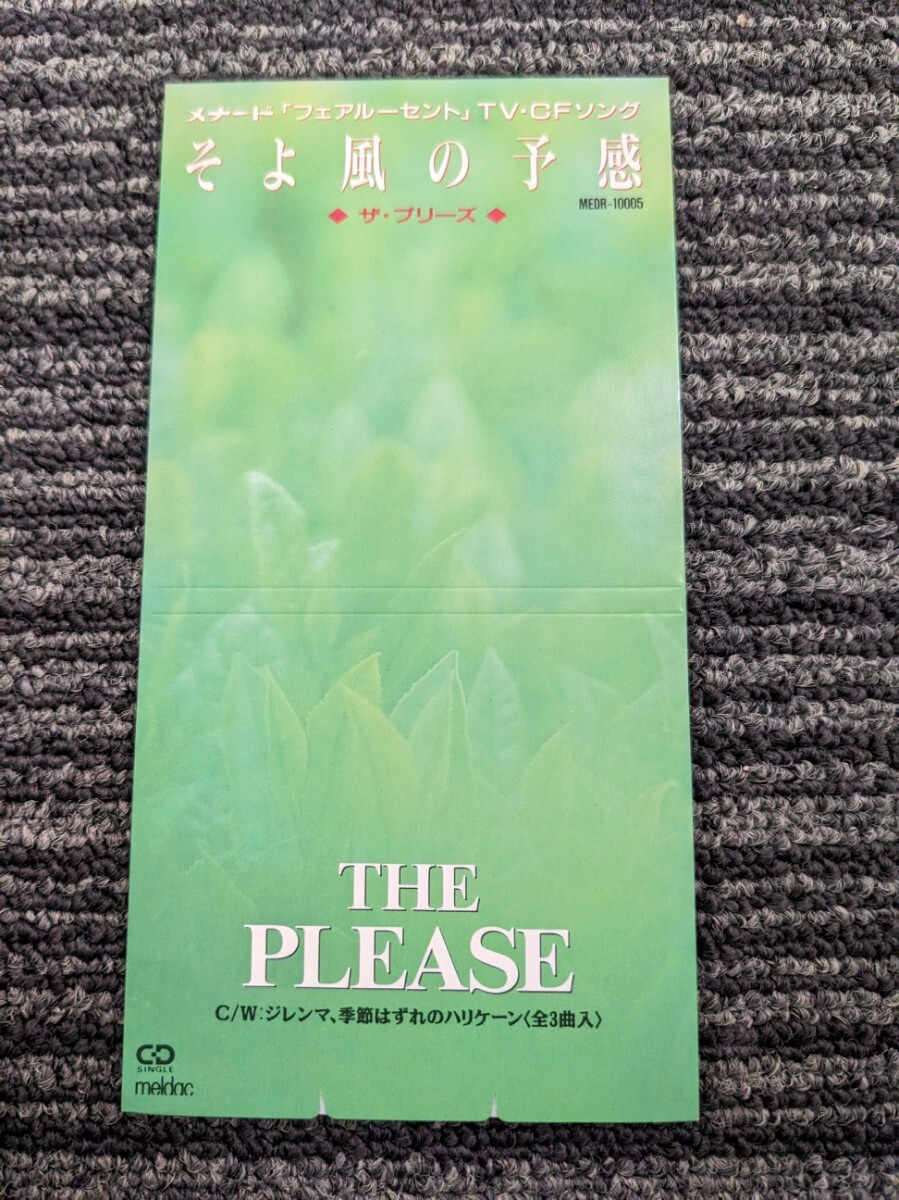 メナード「フェアルーセント」TV・CFソング
そよ風の予感
MEDR-10005
◆ ザ・プリーズ ◆
THE
PLEASE
C/W:ジレンマ、季節はずれのハリケーン〈全3曲入〉
CD
SINGLE
meldac